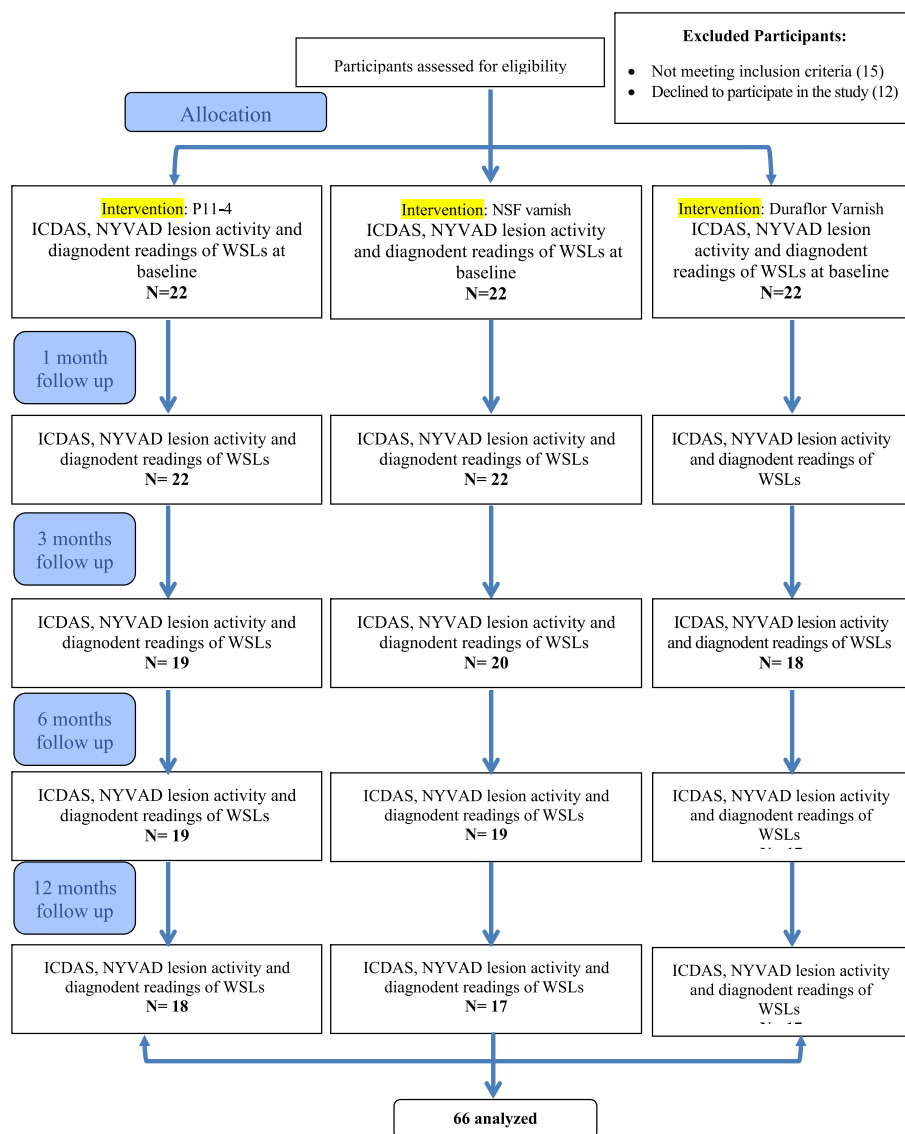 Participants assessed for eligibility
Excluded Participants:
• Not meeting inclusion criteria (15)
• Declined to participate in the study (12)
Allocation
Intervention: P11-4
ICDAS, NYVAD lesion activity and
diagnodent readings of WSLs at
baseline
N=22
Intervention: NSF varnish
ICDAS, NYVAD lesion activity
and diagnodent readings of WSLs
at baseline
N=22
Intervention: Duraflor Varnish
ICDAS, NYVAD lesion
activity and diagnodent
readings of WSLs at baseline
N=22
1 month
follow up
ICDAS, NYVAD lesion activity and
diagnodent readings of WSLs
N= 22
ICDAS, NYVAD lesion activity and
diagnodent readings of WSLs
N= 22
ICDAS, NYVAD lesion activity
and diagnodent readings of
WSLs
3 months
follow up
ICDAS, NYVAD lesion activity and
diagnodent readings of WSLs
N= 19
ICDAS, NYVAD lesion activity and
diagnodent readings of WSLs
N= 20
ICDAS, NYVAD lesion activity
and diagnodent readings of WSLs
N= 18
6 months
follow up
ICDAS, NYVAD lesion activity and
diagnodent readings of WSLs
N= 19
ICDAS, NYVAD lesion activity and
diagnodent readings of WSLs
N= 19
ICDAS, NYVAD lesion activity
and diagnodent readings of
WSLs
12 months
follow up
ICDAS, NYVAD lesion activity and
diagnodent readings of WSLs
N= 18
ICDAS, NYVAD lesion activity and
diagnodent readings of WSLs
N= 17
ICDAS, NYVAD lesion activity
and diagnodent readings of
WSLs
66 analyzed